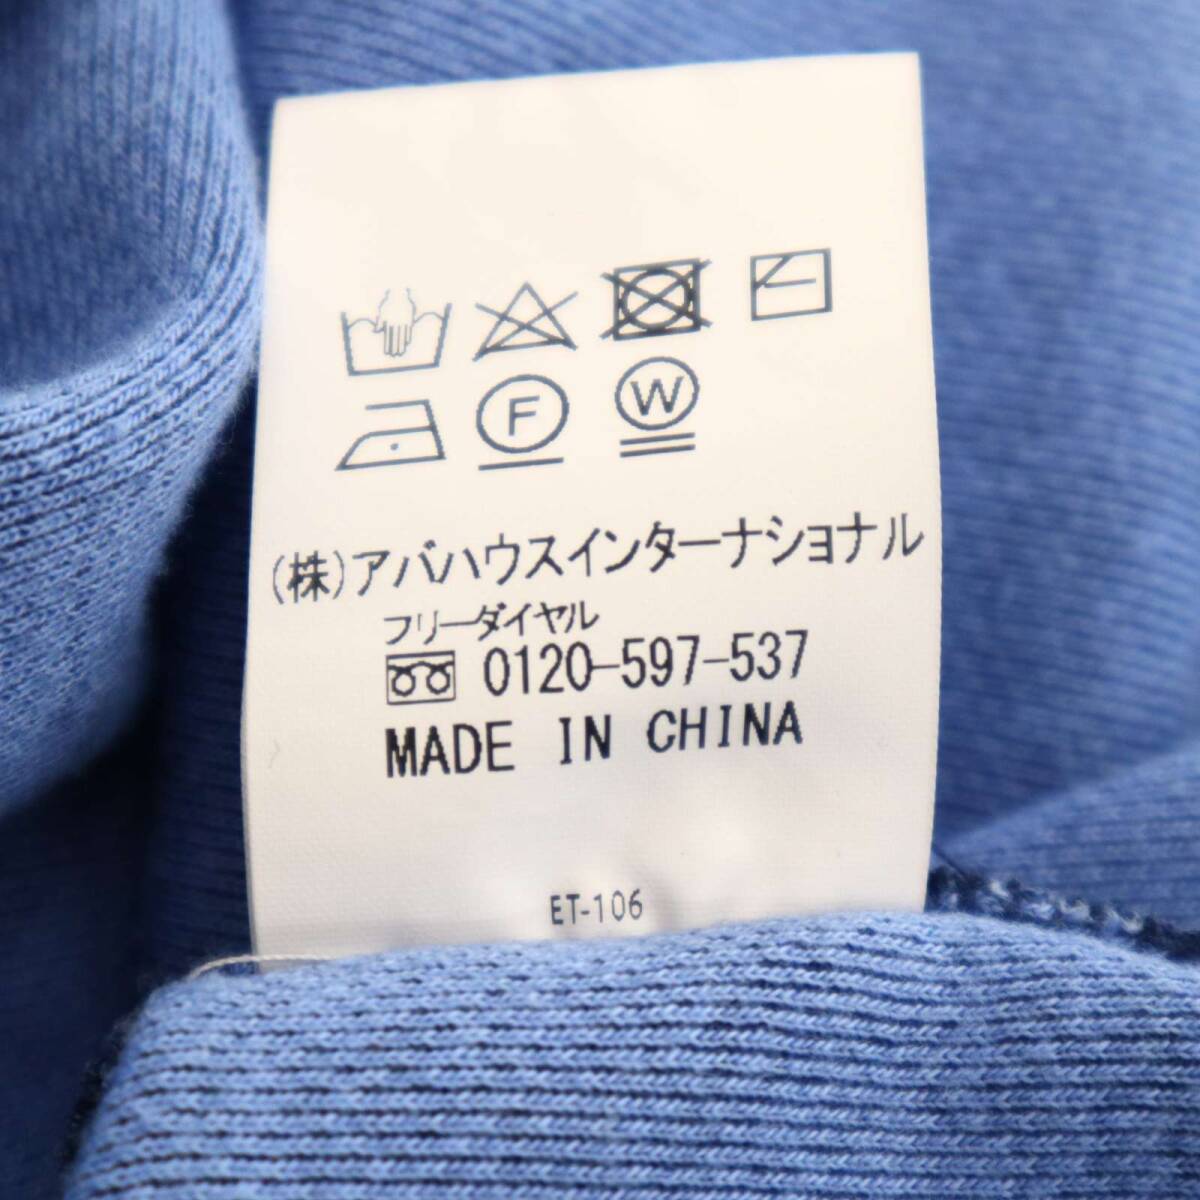 F W
(株)アバハウスインターナショナル
フリーダイヤル
0120-597-537
MADE IN CHINA
ET-106